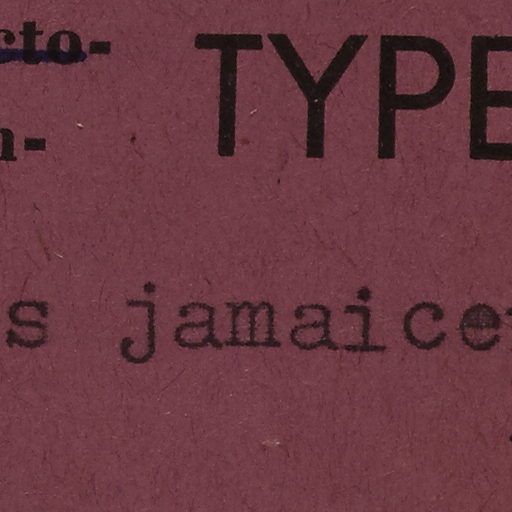 cto- TYPE
n-
s jamaice